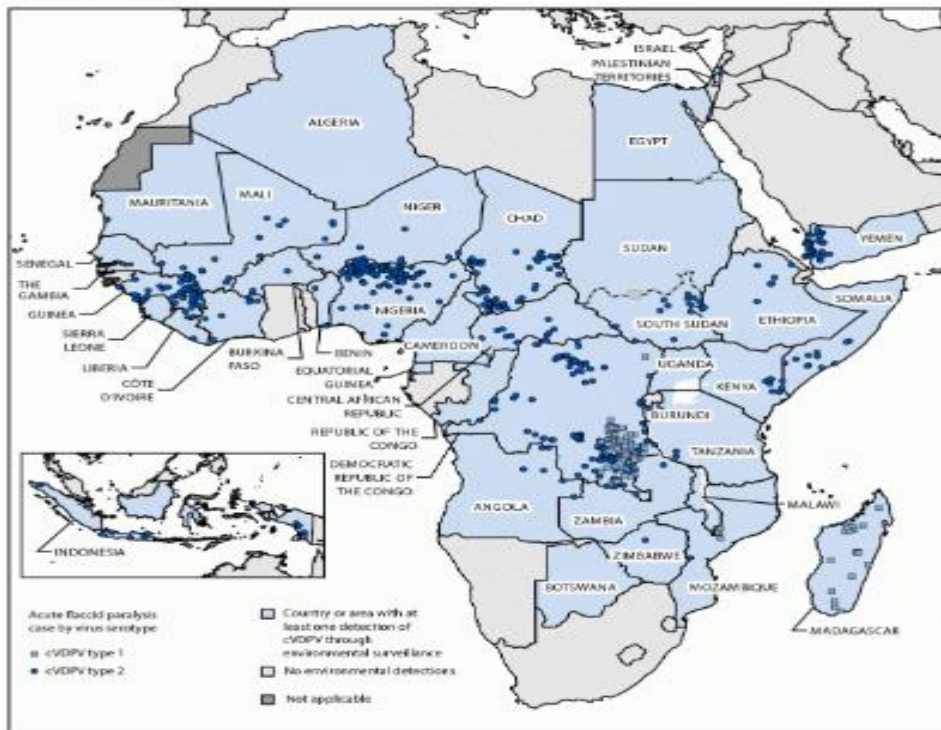 ISRAEL
PALESTINIAN
TERRITORIES
ALGERIA
EGYPT
MAURITANIA
MALI
NIGER
CHAD
SUDAN
YEMEN
SENEGAL
THE
GAMBIA
GUINEA
SIERRA
LEONE
LIBERIA
CÔTE
D'IVOIRE
BURKINA
FASO
BENIN
NIGERIA
CAMEROON
EQUATORIAL
GUINEA
CENTRAL AFRICAN
REPUBLIC
REPUBLIC OF THE
CONGO
DEMOCRATIC
REPUBLIC OF
THE CONGO
SOUTH SUDAN
ETHIOPIA
SOMALIA
UGANDA
KENYA
BURUNDI
TANZANIA
ANGOLA
ZAMBIA
MALAWI
ZIMBABWE
BOTSWANA
MOZAMBIQUE
MADAGASCAR
INDONESIA
Acute flaccid paralysis
case by virus serotype
cVDPV type 1
cVDPV type 2
Country or area with at
least one detection of
cVDPV through
environmental surveillance
No environmental detections
Not applicable